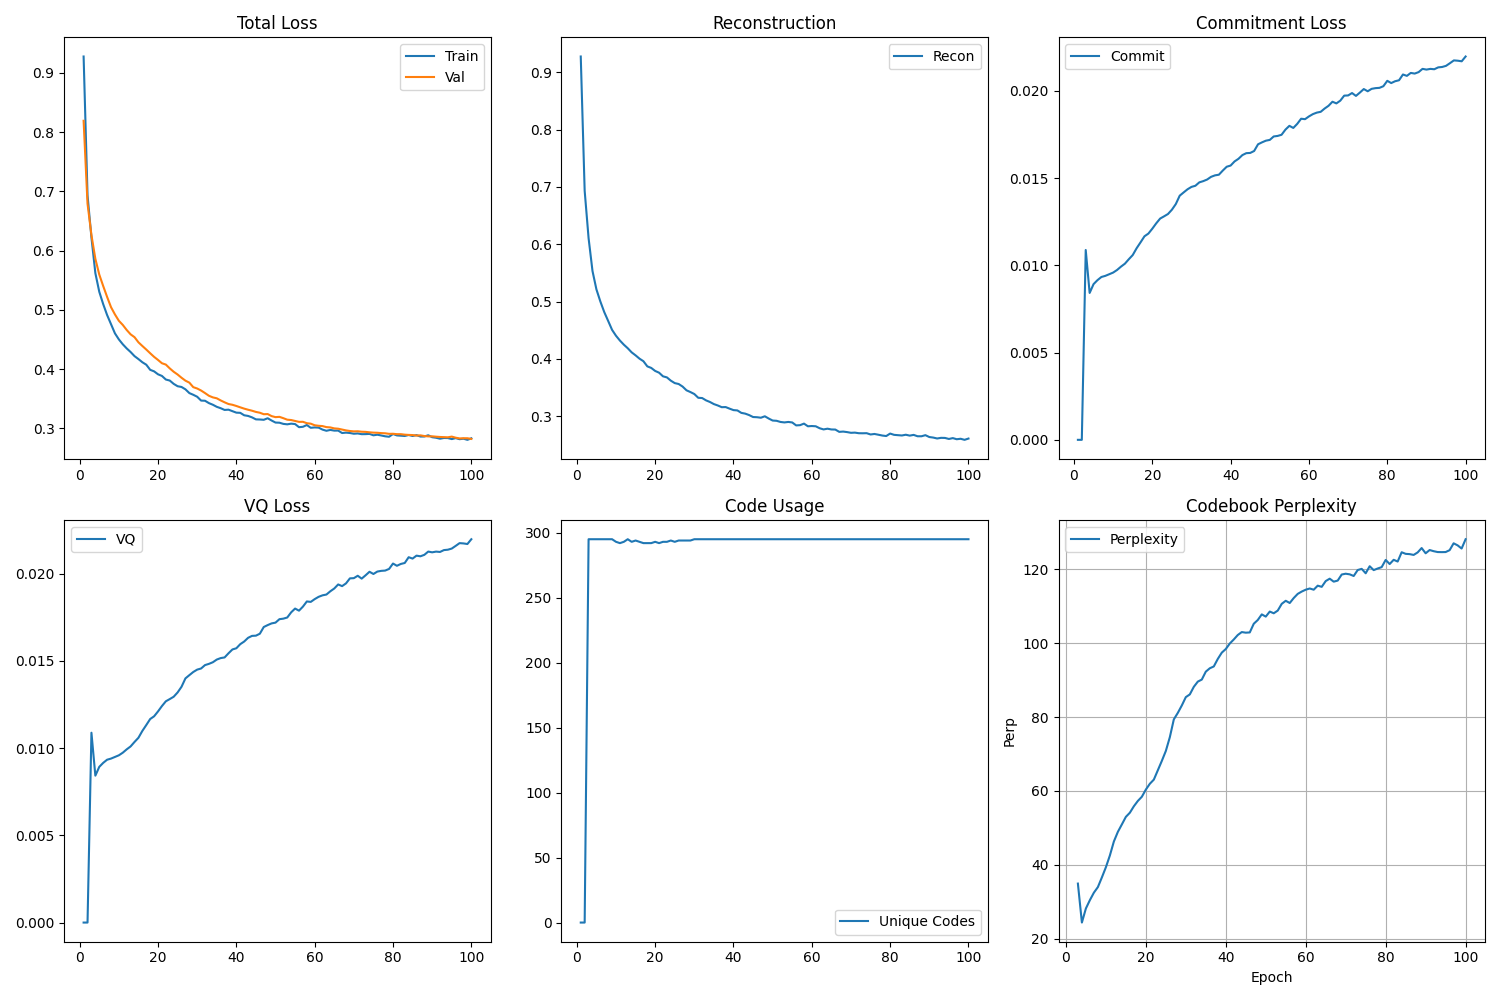 Total Loss
0.9
0.8
0.7
0.6
0.5
0.4
0.3
0 20 40 60 80 100
Train
Val
Reconstruction
0.9
0.8
0.7
0.6
0.5
0.4
0.3
0 20 40 60 80 100
Recon
Commitment Loss
0.020
0.015
0.010
0.005
0.000
0 20 40 60 80 100
Commit
VQ Loss
0.020
0.015
0.010
0.005
0.000
0 20 40 60 80 100
VQ
Code Usage
300
250
200
150
100
50
0
0 20 40 60 80 100
Unique Codes
Codebook Perplexity
Perp
120
100
80
60
40
20
0 20 40 60 80 100
Epoch
Perplexity